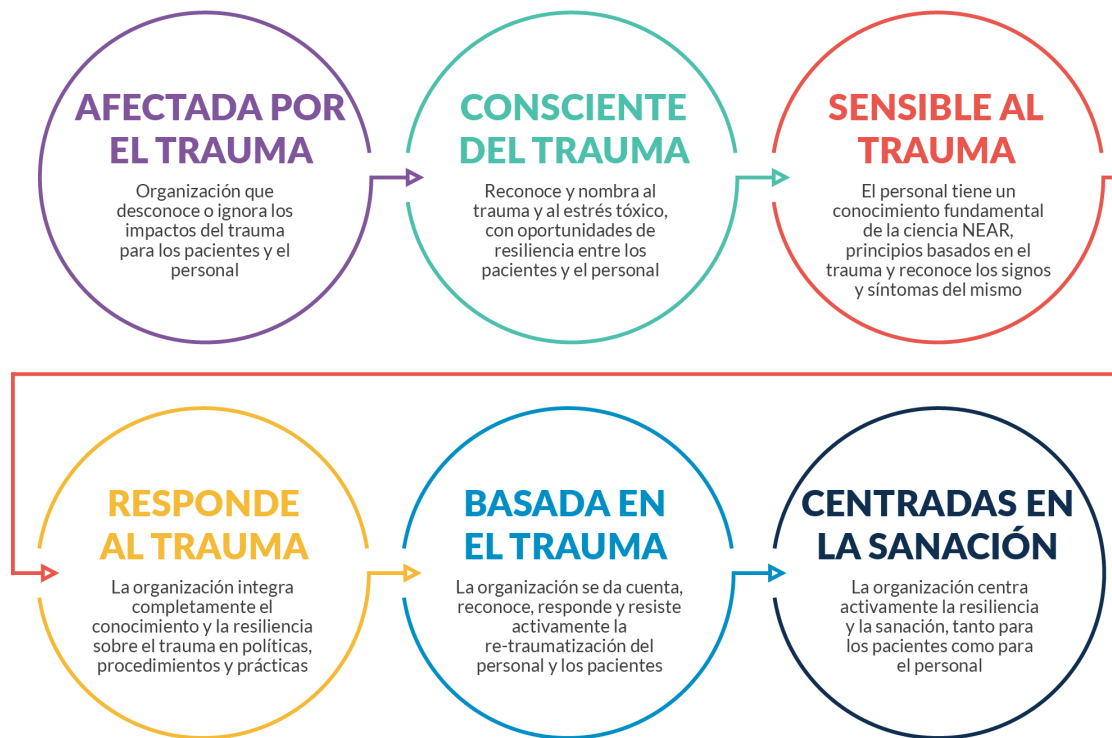 AFECTADA POR
EL TRAUMA
Organización que
desconoce o ignora los
impactos del trauma
para los pacientes y el
personal
CONSCIENTE
DEL TRAUMA
Reconoce y nombra al
trauma y al estrés tóxico,
con oportunidades de
resiliencia entre los
pacientes y el personal
SENSIBLE AL
TRAUMA
El personal tiene un
conocimiento fundamental
de la ciencia NEAR,
principios basados en el
trauma y reconoce los signos
y síntomas del mismo
RESPONDE
AL TRAUMA
La organización integra
completamente el
conocimiento y la resiliencia
sobre el trauma en políticas,
procedimientos y prácticas
BASADA EN
EL TRAUMA
La organización se da cuenta,
reconoce, responde y resiste
activamente la
re-traumatización del
personal y los pacientes
CENTRADAS EN
LA SANACIÓN
La organización centra
activamente la resiliencia
y la sanación, tanto para
los pacientes como para
el personal